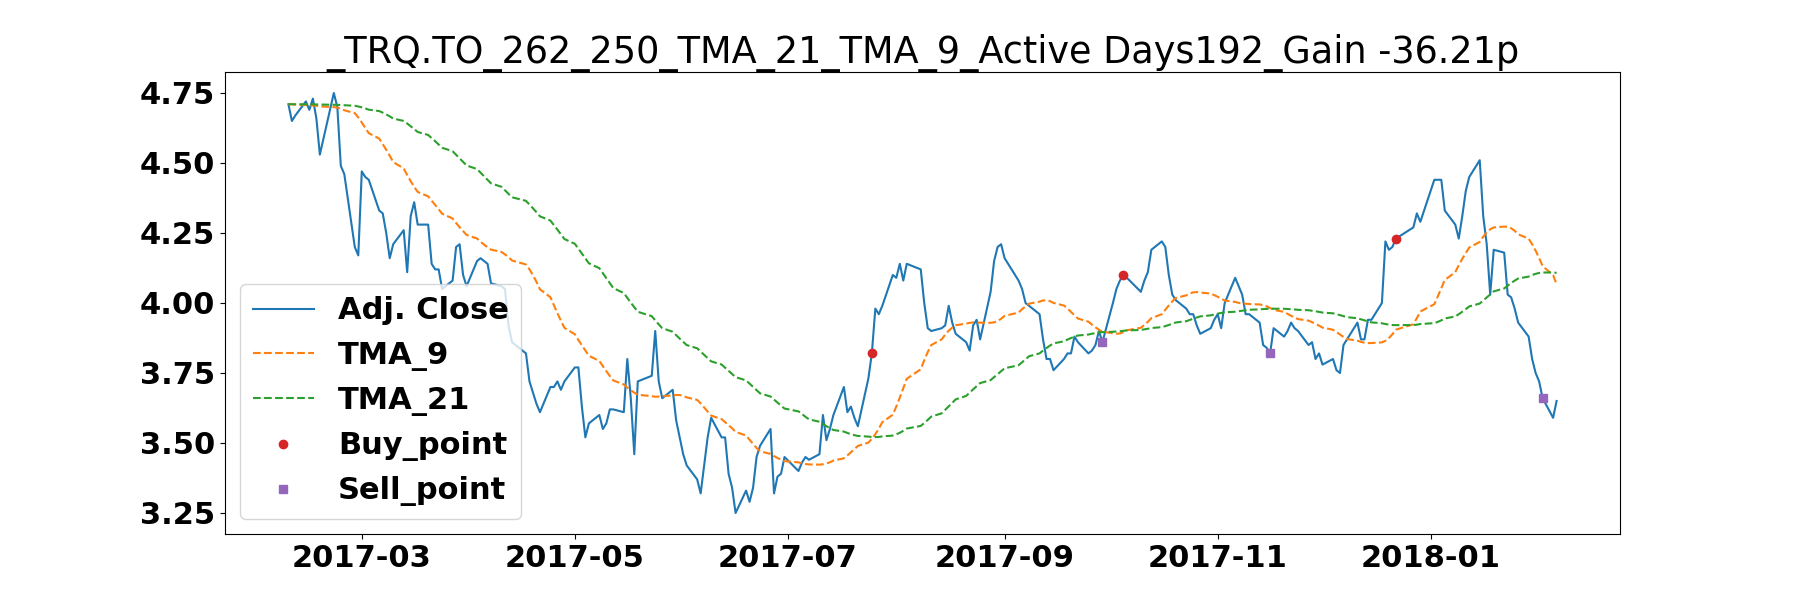 _TRQ.TO_262_250_TMA_21_TMA_9_Active Days192_Gain -36.21p
4.75
4.50
4.25
4.00
3.75
3.50
3.25
Adj. Close
TMA_9
TMA_21
Buy_point
Sell_point
2017-03 2017-05 2017-07 2017-09 2017-11 2018-01